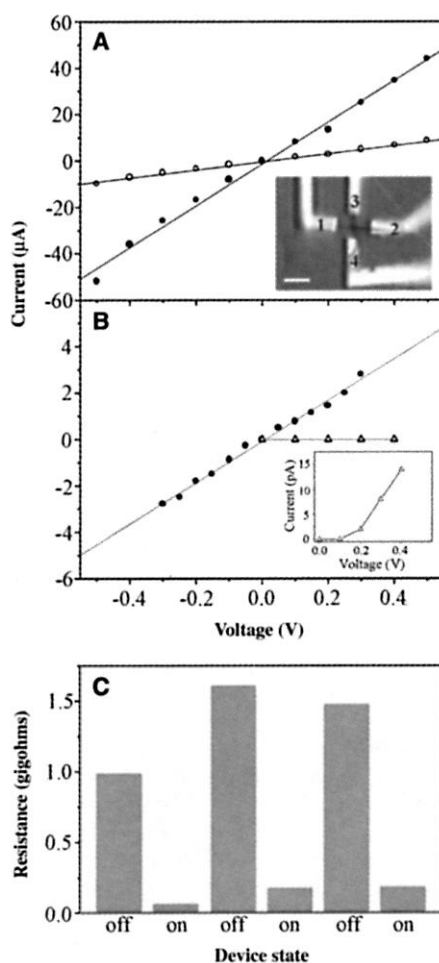 A
60
40
20
0
-20
-40
-60
1
2
3
4
Current (μA)
B
4
2
0
-2
-4
-6
Current (pA)
15
10
5
0
0.0 0.2 0.4
Voltage (V)
-0.4 -0.2 0.0 0.2 0.4
Voltage (V)
C
Resistance (gigohms)
1.5
1.0
0.5
0.0
off on off on off on
Device state